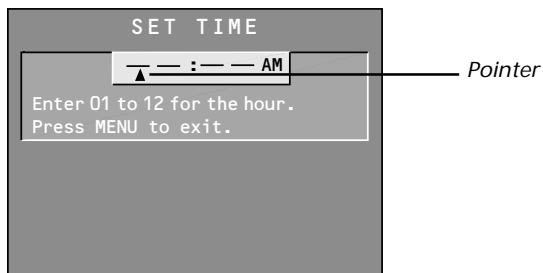 SET TIME
— — : — — AM
Pointer
Enter 01 to 12 for the hour.
Press MENU to exit.